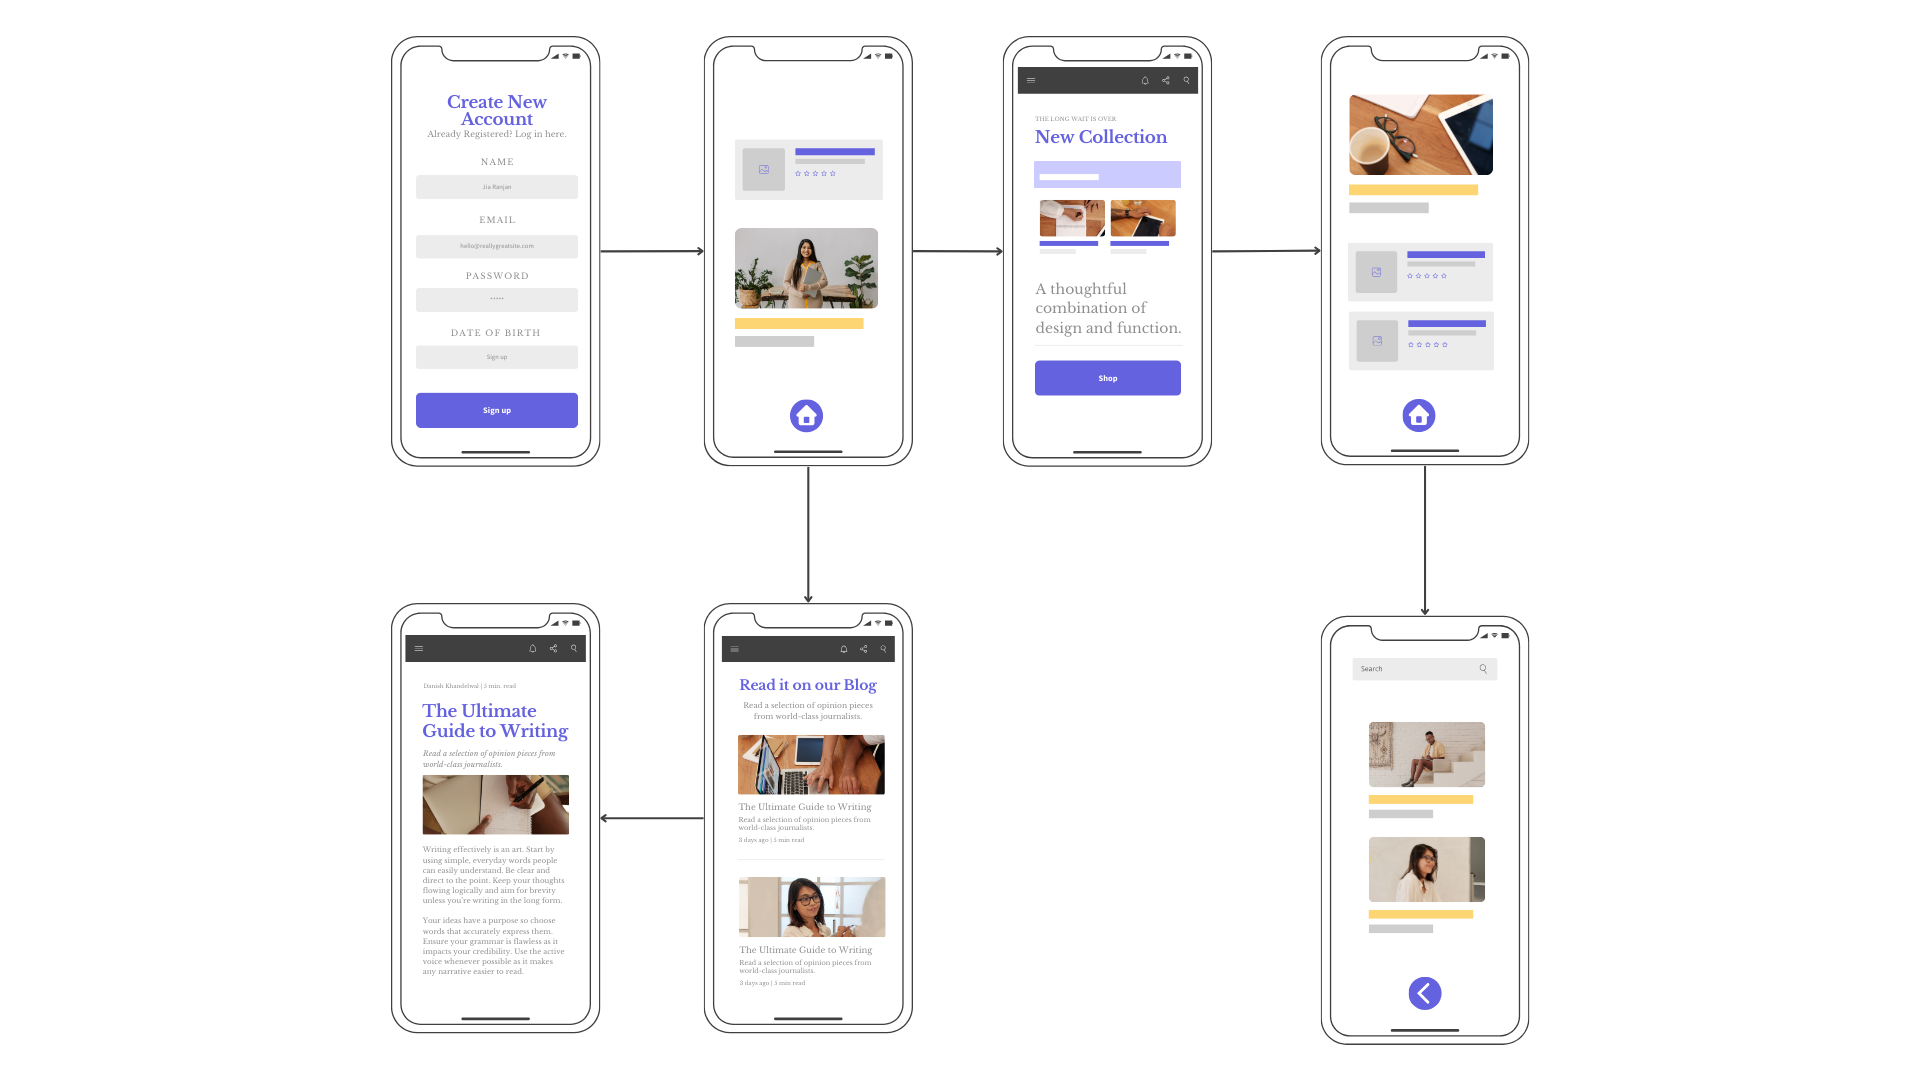 Create New
Account
Already Registered? Log in here.
NAME
Jia Ranjan
EMAIL
hello@reallygreatsite.com
PASSWORD
*****
DATE OF BIRTH
Sign up
Sign up
THE LONG WAIT IS OVER
New Collection
A thoughtful
combination of
design and function.
Shop
Danish Khandelwal | 5 min. read
The Ultimate
Guide to Writing
Read a selection of opinion pieces from
world-class journalists.
Writing effectively is an art. Start by
using simple, everyday words people
can easily understand. Be clear and
direct to the point. Keep your thoughts
flowing logically and aim for brevity
unless you're writing in the long form.
Your ideas have a purpose so choose
words that accurately express them.
Ensure your grammar is flawless as it
impacts your credibility. Use the active
voice whenever possible as it makes
any narrative easier to read.
Read it on our Blog
Read a selection of opinion pieces
from world-class journalists.
The Ultimate Guide to Writing
Read a selection of opinion pieces from
world-class journalists.
3 days ago | 5 min read
The Ultimate Guide to Writing
Read a selection of opinion pieces from
world-class journalists.
3 days ago | 5 min read
Search